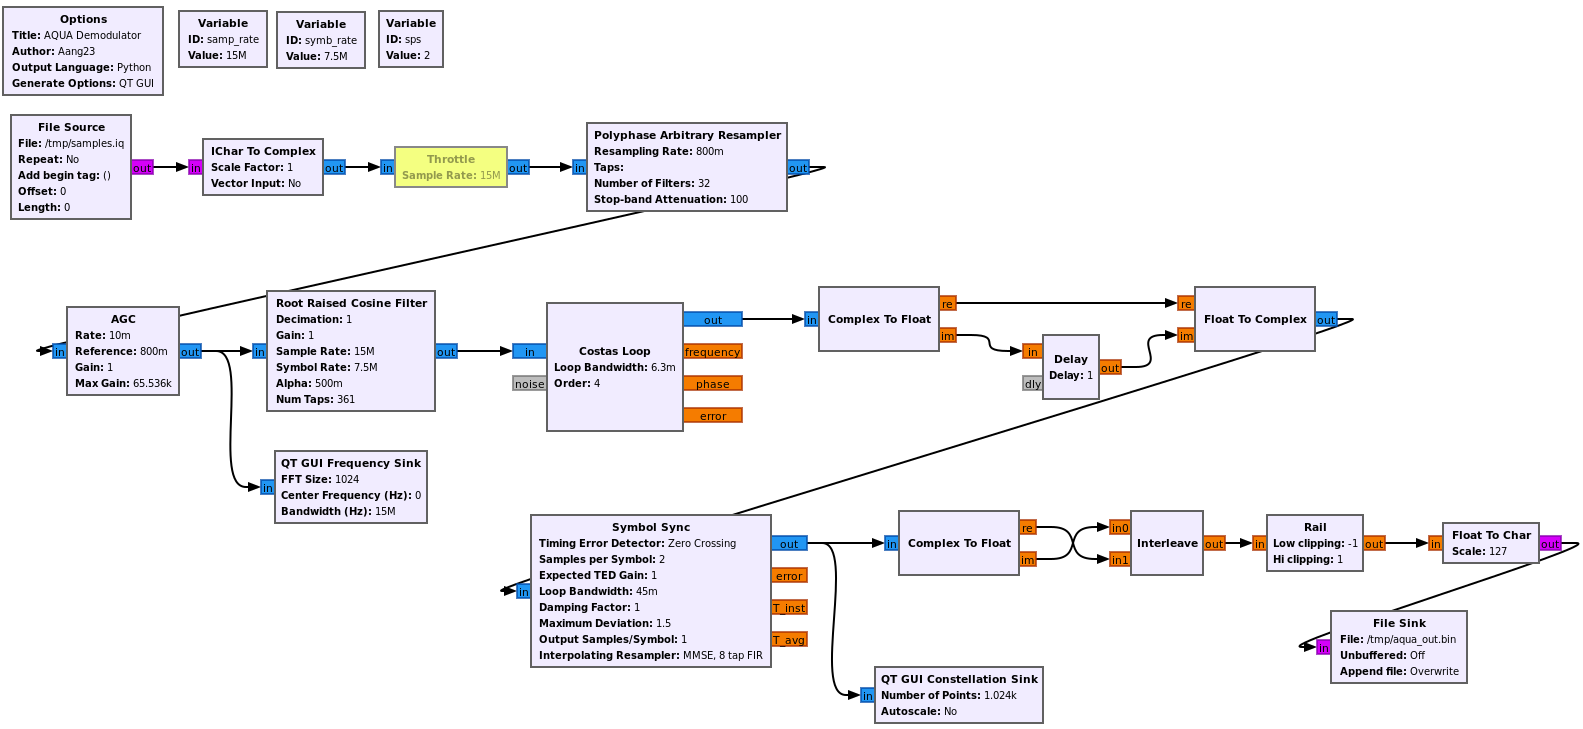 Options
Title: AQUA Demodulator
Author: Aang23
Output Language: Python
Generate Options: QT GUI
Variable
ID: samp_rate
Value: 15M
Variable
ID: symb_rate
Value: 7.5M
Variable
ID: sps
Value: 2
File Source
File: /tmp/samples.iq
Repeat: No
Add begin tag: ()
Offset: 0
Length: 0
out
in
IChar To Complex
Scale Factor: 1
Vector Input: No
out
in
Throttle
Sample Rate: 15M
out
in
Polyphase Arbitrary Resampler
Resampling Rate: 800m
Taps:
Number of Filters: 32
Stop-band Attenuation: 100
out
in
AGC
Rate: 10m
Reference: 800m
Gain: 1
Max Gain: 65.536k
out
in
Root Raised Cosine Filter
Decimation: 1
Gain: 1
Sample Rate: 15M
Symbol Rate: 7.5M
Alpha: 500m
Num Taps: 361
out
in
noise
Costas Loop
Loop Bandwidth: 6.3m
Order: 4
out
frequency
phase
error
in
Complex To Float
re
im
in
dly
Delay
Delay: 1
out
re
im
Float To Complex
out
in
QT GUI Frequency Sink
FFT Size: 1024
Center Frequency (Hz): 0
Bandwidth (Hz): 15M
in
Symbol Sync
Timing Error Detector: Zero Crossing
Samples per Symbol: 2
Expected TED Gain: 1
Loop Bandwidth: 45m
Damping Factor: 1
Maximum Deviation: 1.5
Output Samples/Symbol: 1
Interpolating Resampler: MMSE, 8 tap FIR
out
error
T_inst
T_avg
in
Complex To Float
re
im
in0
in1
Interleave
out
in
Rail
Low clipping: -1
Hi clipping: 1
out
in
Float To Char
Scale: 127
out
in
File Sink
File: /tmp/aqua_out.bin
Unbuffered: Off
Append file: Overwrite
in
QT GUI Constellation Sink
Number of Points: 1.024k
Autoscale: No